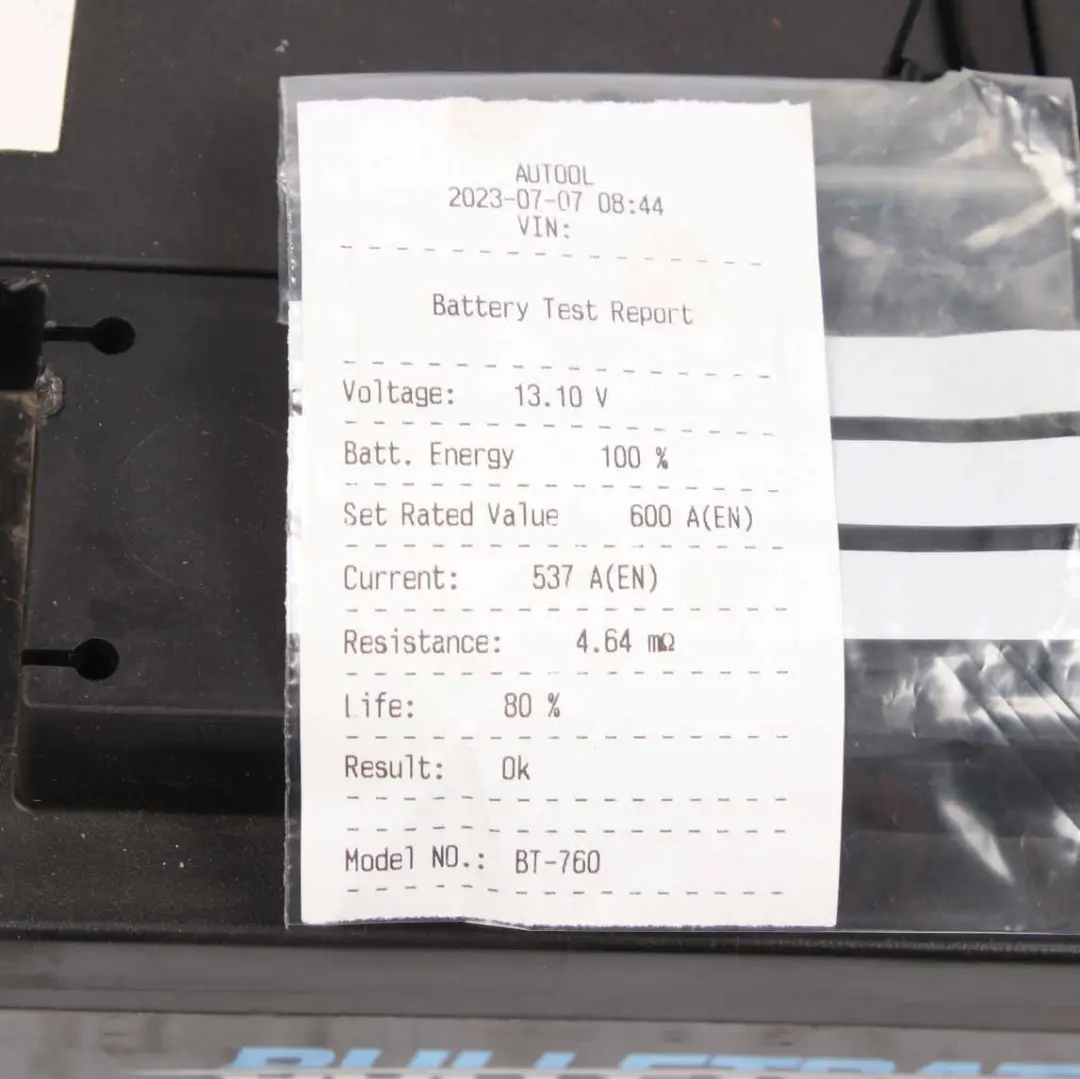 AUTOOL
2023-07-07 08:44
VIN:
Battery Test Report
Voltage: 13.10 V
Batt. Energy 100 %
Set Rated Value 600 A(EN)
Current: 537 A(EN)
Resistance: 4.64 mΩ
Life: 80 %
Result: Ok
Model NO.: BT-760